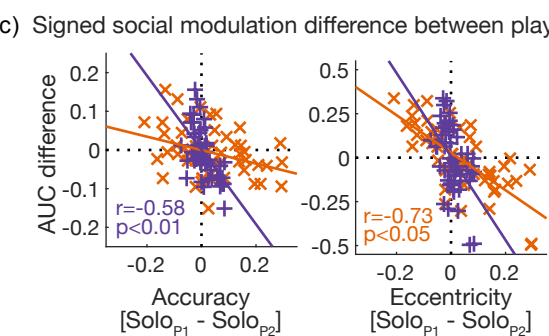 c) Signed social modulation difference between play
AUC difference
0.2
0.1
0
-0.1
-0.2
r=-0.58
p<0.01
-0.2 0 0.2
Accuracy
[Solo_P1 - Solo_P2]
0.5
0.25
0
-0.25
-0.5
r=-0.73
p<0.05
-0.2 0 0.2
Eccentricity
[Solo_P1 - Solo_P2]